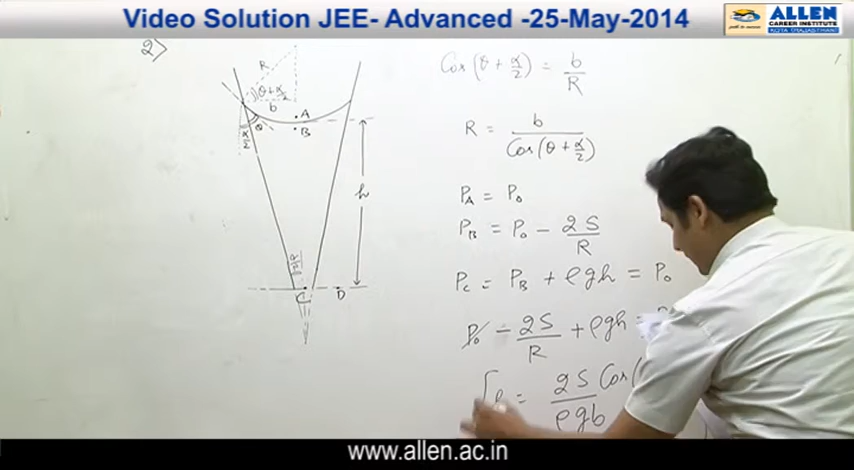 Video Solution JEE- Advanced -25-May-2014
ALLEN
CAREER INSTITUTE
KOTA (RAJASTHAN)
2)
R
θ+α/2
b
A
B
θ
α/2
h
α/2
C
D
Cos(θ + α/2) = b/R
R = b/Cos(θ + α/2)
P_A = P_0
P_B = P_0 - 2S/R
P_C = P_B + ρgh = P_0
P_0 - 2S/R + ρgh =
= 2S Cos(/ρgb
www.allen.ac.in